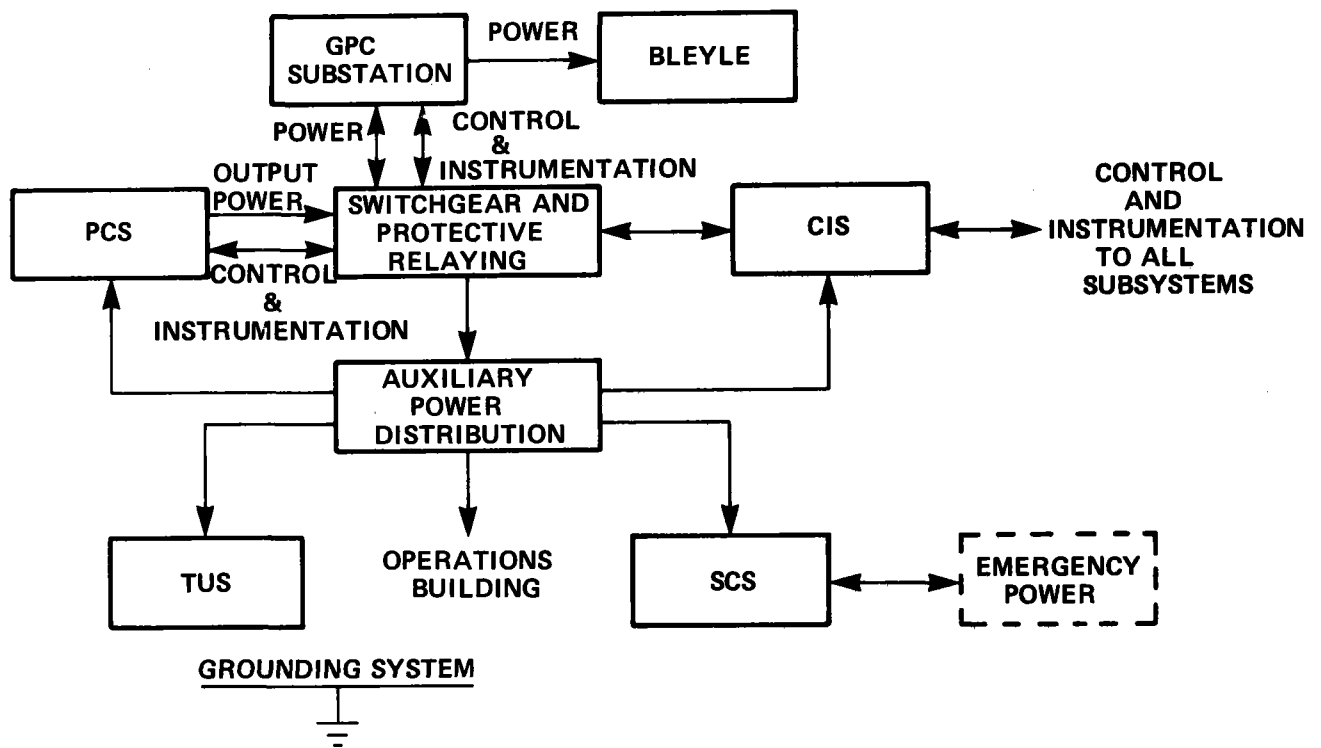 GPC
SUBSTATION
POWER
BLEYLE
POWER
CONTROL
&
INSTRUMENTATION
OUTPUT
POWER
PCS
SWITCHGEAR AND
PROTECTIVE
RELAYING
CIS
CONTROL
AND
INSTRUMENTATION
TO ALL
SUBSYSTEMS
CONTROL
&
INSTRUMENTATION
AUXILIARY
POWER
DISTRIBUTION
TUS
OPERATIONS
BUILDING
SCS
EMERGENCY
POWER
GROUNDING SYSTEM